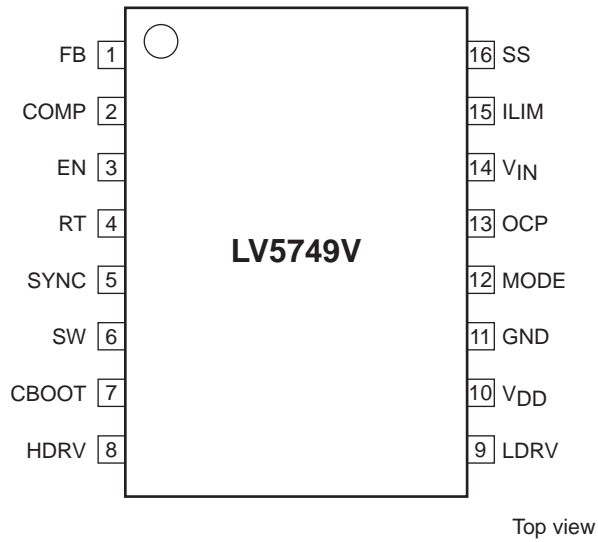 FB 1
COMP 2
EN 3
RT 4
SYNC 5
SW 6
CBOOT 7
HDRV 8
LV5749V
16 SS
15 ILIM
14 VIN
13 OCP
12 MODE
11 GND
10 VDD
9 LDRV
Top view